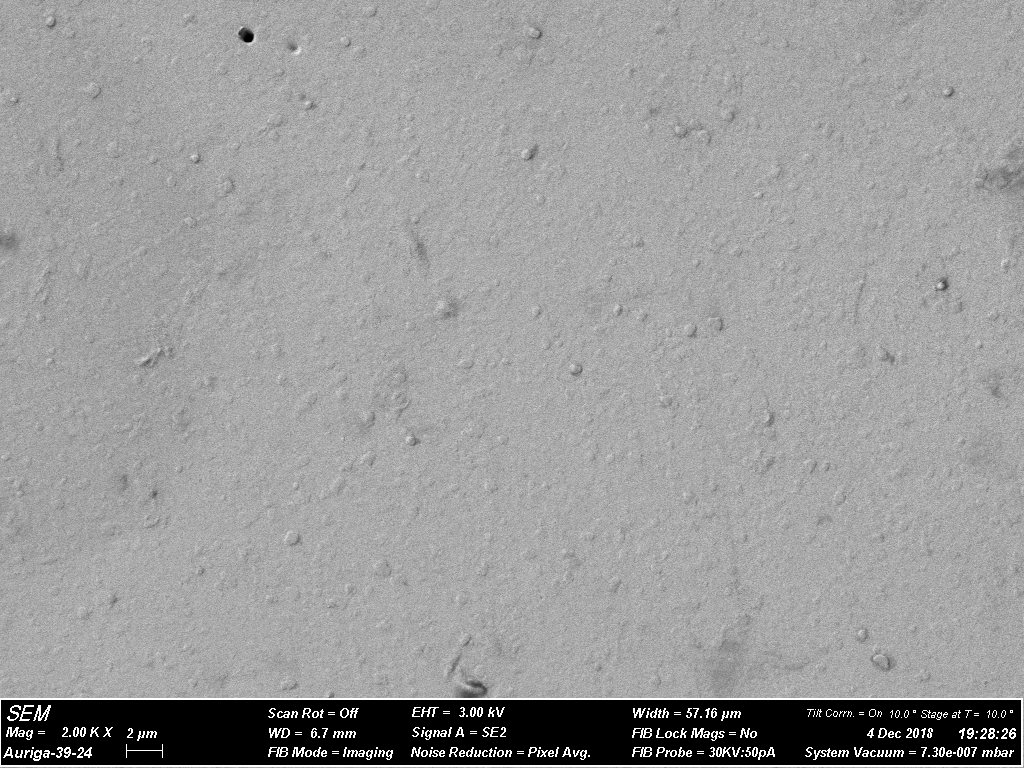 SEM Scan Rot = Off EHT = 3.00 kV Width = 57.16 µm Tilt Corrn. = On 10.0 ° Stage at T = 10.0 °
Mag = 2.00 K X 2 µm WD = 6.7 mm Signal A = SE2 FIB Lock Mags = No 4 Dec 2018 19:28:26
Auriga-39-24 FIB Mode = Imaging Noise Reduction = Pixel Avg. FIB Probe = 30KV:50pA System Vacuum = 7.30e-007 mbar